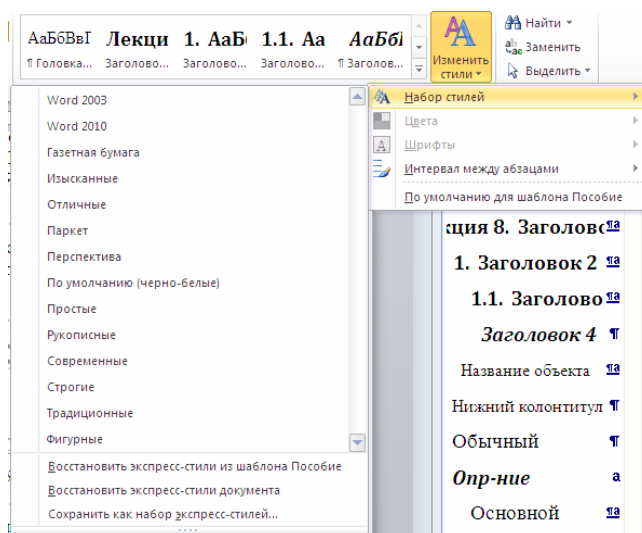 АаБбВвГ Лекци 1. АаБ 1.1. Аа АаБбІ
¶ Головка... Заголово... Заголово... Заголово... ¶ Заголов...
Изменить стили
Найти
Заменить
Выделить
Набор стилей
Цвета
Шрифты
Интервал между абзацами
По умолчанию для шаблона Пособие
Word 2003
Word 2010
Газетная бумага
Изысканные
Отличные
Паркет
Перспектива
По умолчанию (черно-белые)
Простые
Рукописные
Современные
Строгие
Традиционные
Фигурные
Восстановить экспресс-стили из шаблона Пособие
Восстановить экспресс-стили документа
Сохранить как набор экспресс-стилей...
кция 8. Заголовс ¶a
1. Заголовок 2 ¶a
1.1. Заголово ¶a
Заголовок 4 ¶
Название объекта ¶a
Нижний колонтитул ¶
Обычный ¶
Опр-ние a
Основной ¶a